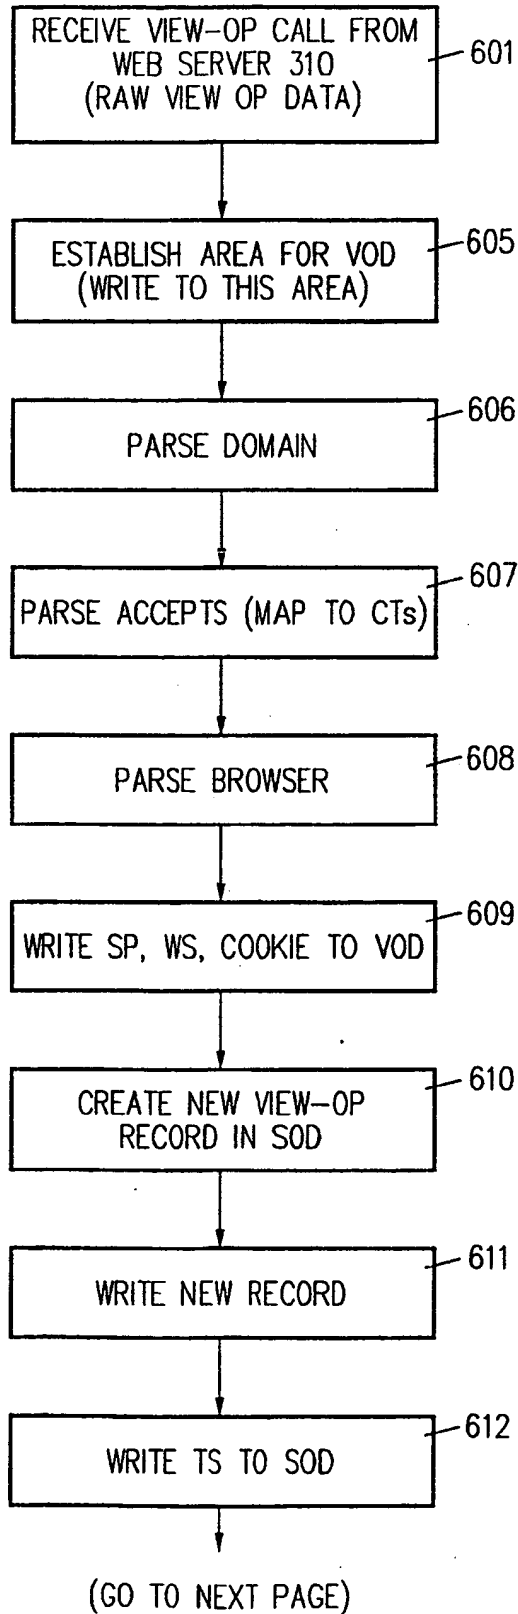 RECEIVE VIEW-OP CALL FROM
WEB SERVER 310
(RAW VIEW OP DATA)
601
ESTABLISH AREA FOR VOD
(WRITE TO THIS AREA)
605
PARSE DOMAIN
606
PARSE ACCEPTS (MAP TO CTs)
607
PARSE BROWSER
608
WRITE SP, WS, COOKIE TO VOD
609
CREATE NEW VIEW-OP
RECORD IN SOD
610
WRITE NEW RECORD
611
WRITE TS TO SOD
612
(GO TO NEXT PAGE)